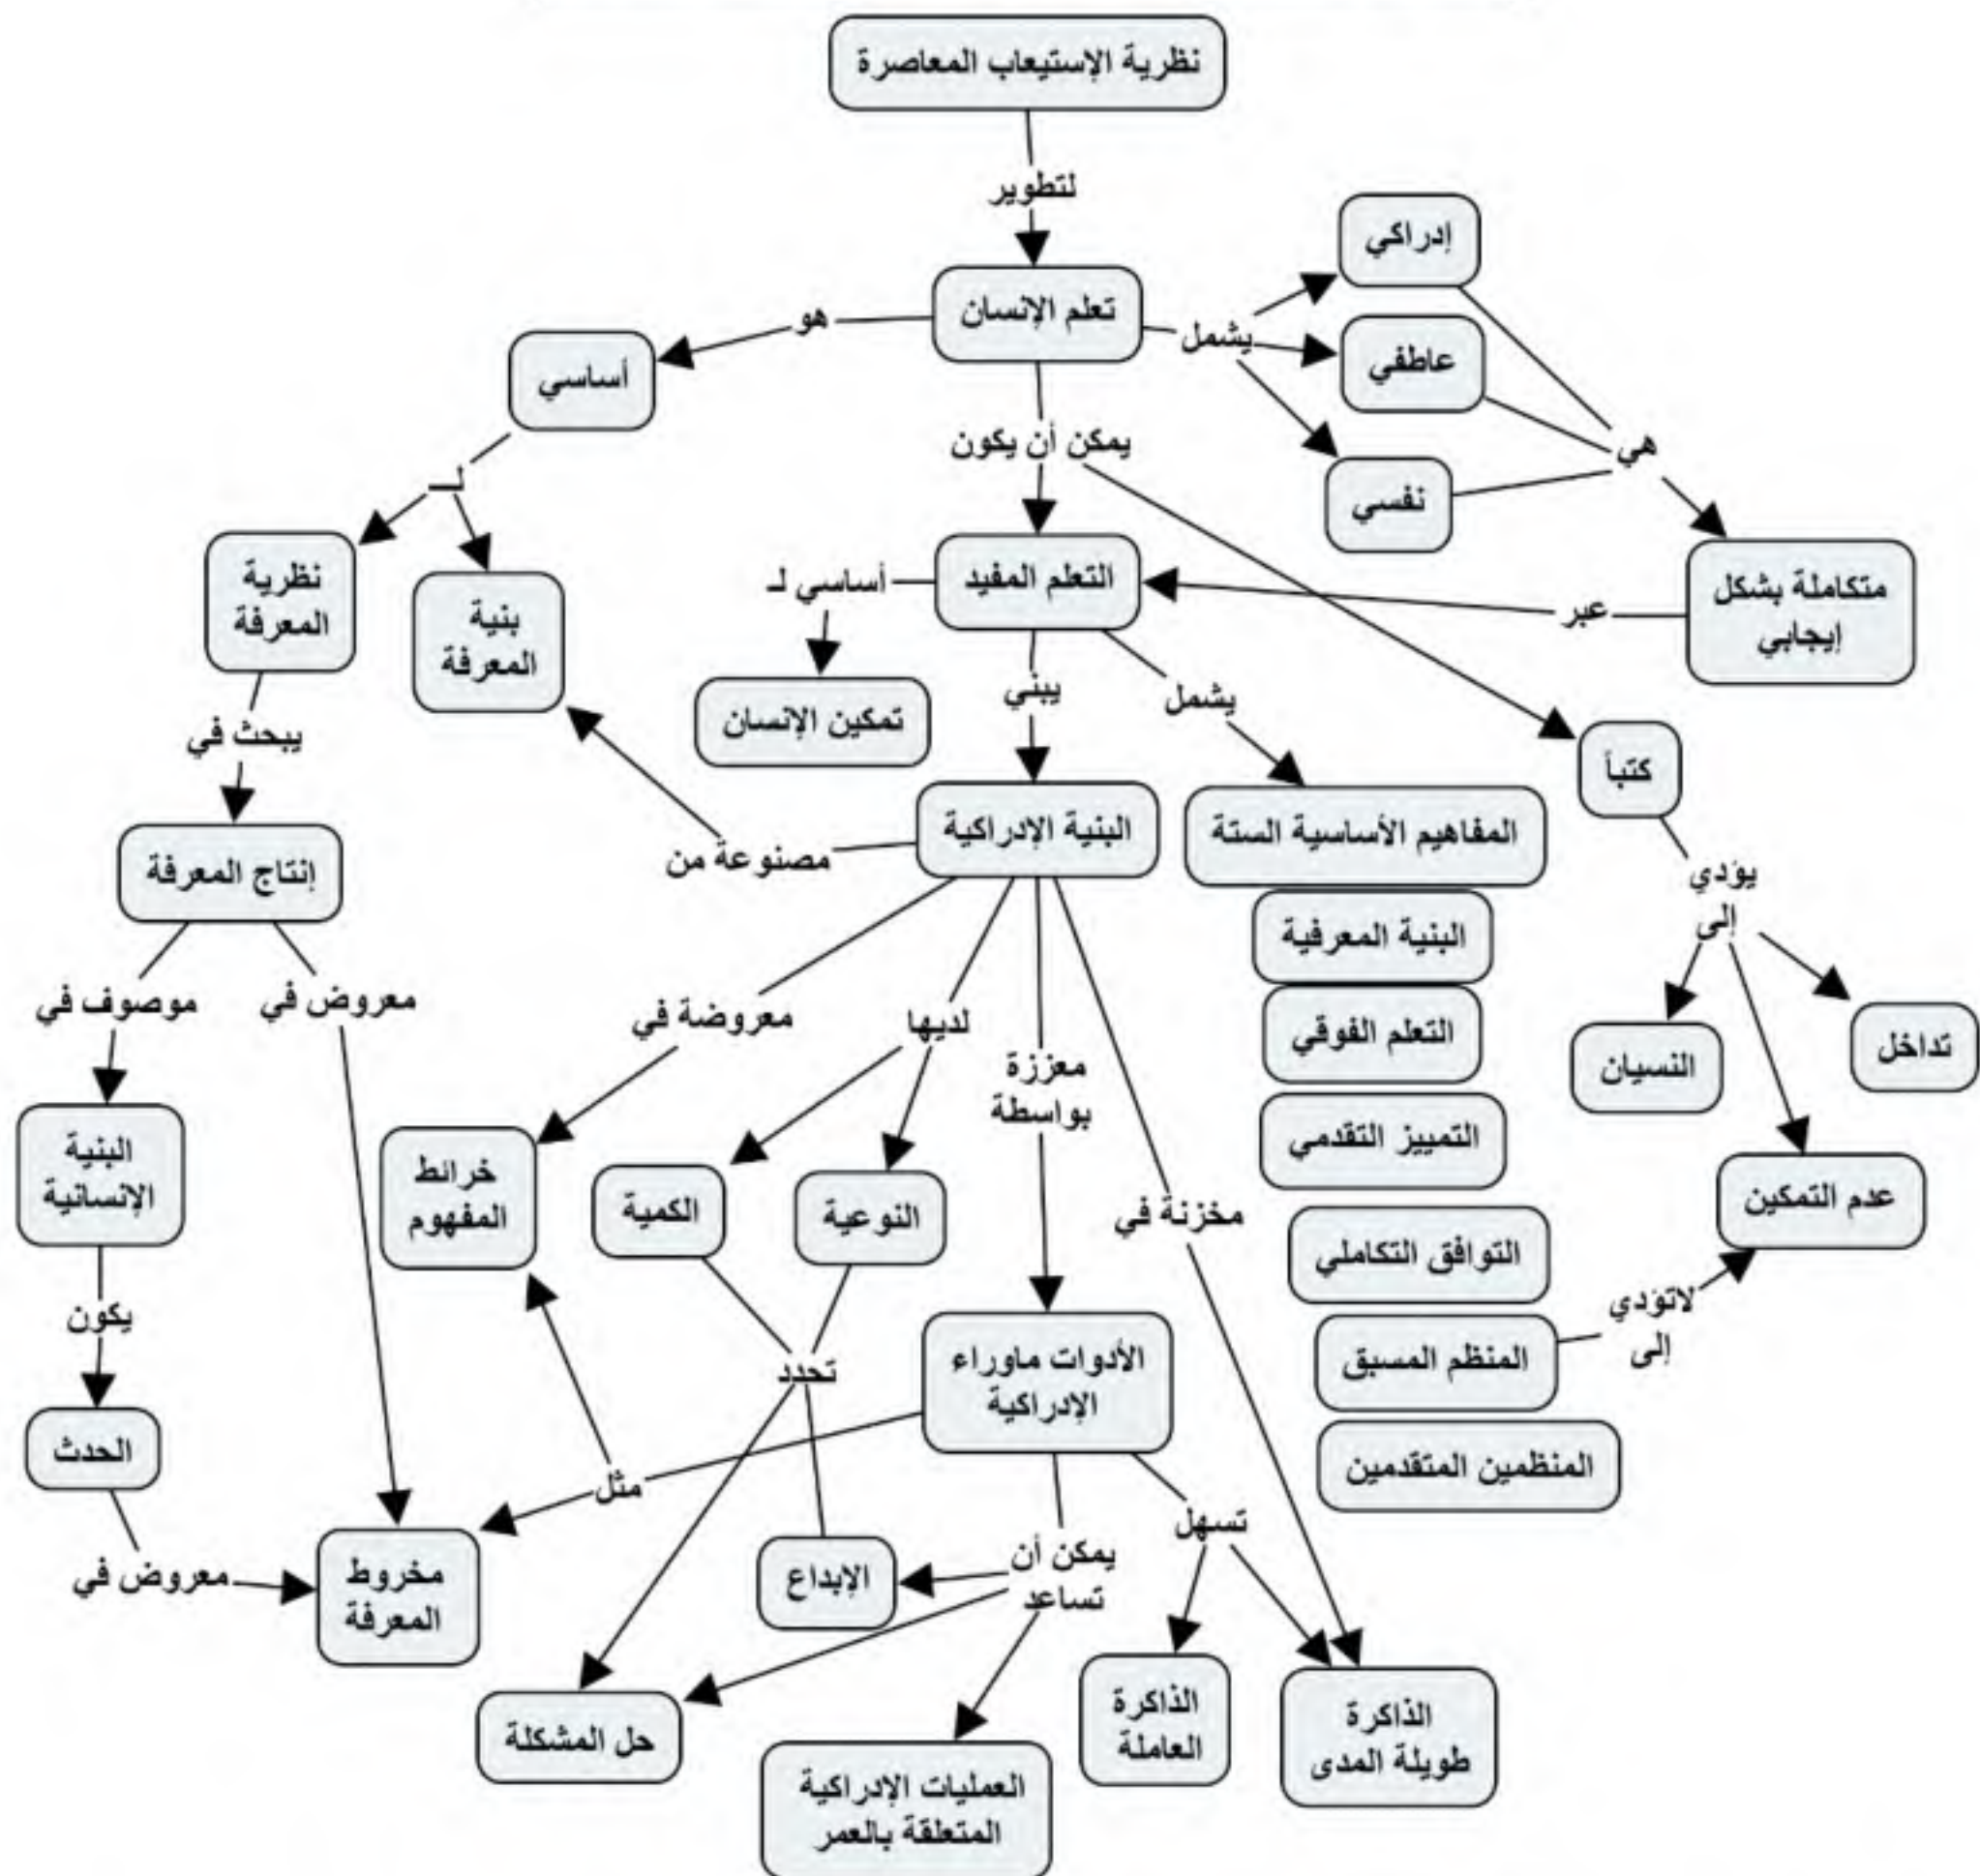 نظرية الإستيعاب المعاصرة
لتطوير
تعلم الإنسان
هو
أساسي
لـــ
نظرية
المعرفة
بنية
المعرفة
يبحث في
إنتاج المعرفة
موصوف في
معروض في
البنية
الإنسانية
يكون
الحدث
معروض في
مخروط
المعرفة
يشمل
إدراكي
عاطفي
نفسي
هي
متكاملة بشكل
إيجابي
عبر
يمكن أن يكون
التعلم المفيد
أساسي لـ
تمكين الإنسان
يبني
يشمل
كتباً
يؤدي
إلى
النسيان
تداخل
عدم التمكين
البنية الإدراكية
مصنوعة من
المفاهيم الأساسية الستة
البنية المعرفية
التعلم الفوقي
التمييز التقدمي
التوافق التكاملي
المنظم المسبق
المنظمين المتقدمين
لاتؤدي
إلى
معروضة في
لديها
معززة
بواسطة
مخزنة في
خرائط
المفهوم
الكمية
النوعية
تحدد
الأدوات ماوراء
الإدراكية
مثل
يمكن أن
تساعد
تسهل
الإبداع
حل المشكلة
العمليات الإدراكية
المتعلقة بالعمر
الذاكرة
العاملة
الذاكرة
طويلة المدى